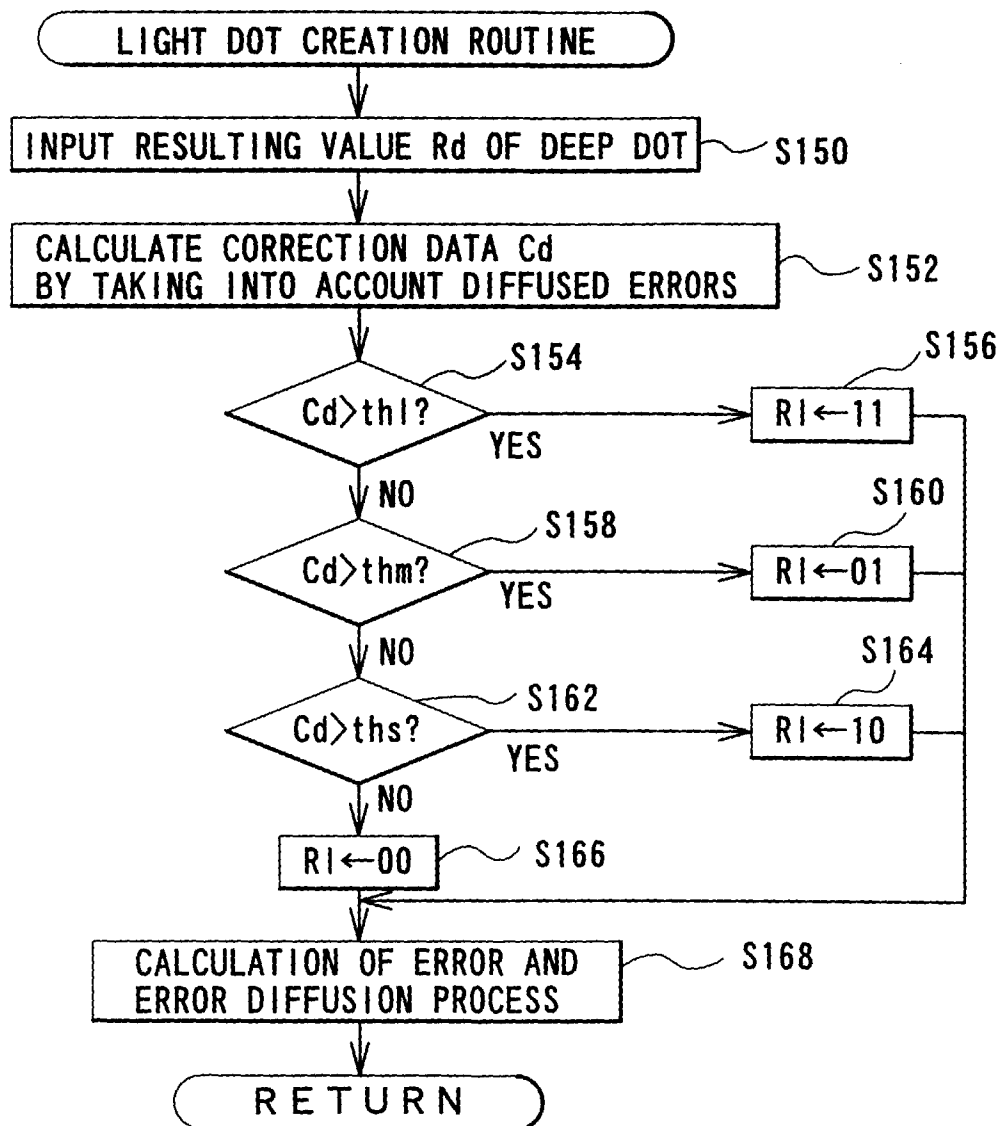 LIGHT DOT CREATION ROUTINE
INPUT RESULTING VALUE Rd OF DEEP DOT
S150
CALCULATE CORRECTION DATA Cd
BY TAKING INTO ACCOUNT DIFFUSED ERRORS
S152
S154
Cd>thl?
YES
S156
Rl←11
NO
S158
Cd>thm?
YES
S160
Rl←01
NO
S162
Cd>ths?
YES
S164
Rl←10
NO
Rl←00
S166
CALCULATION OF ERROR AND
ERROR DIFFUSION PROCESS
S168
RETURN